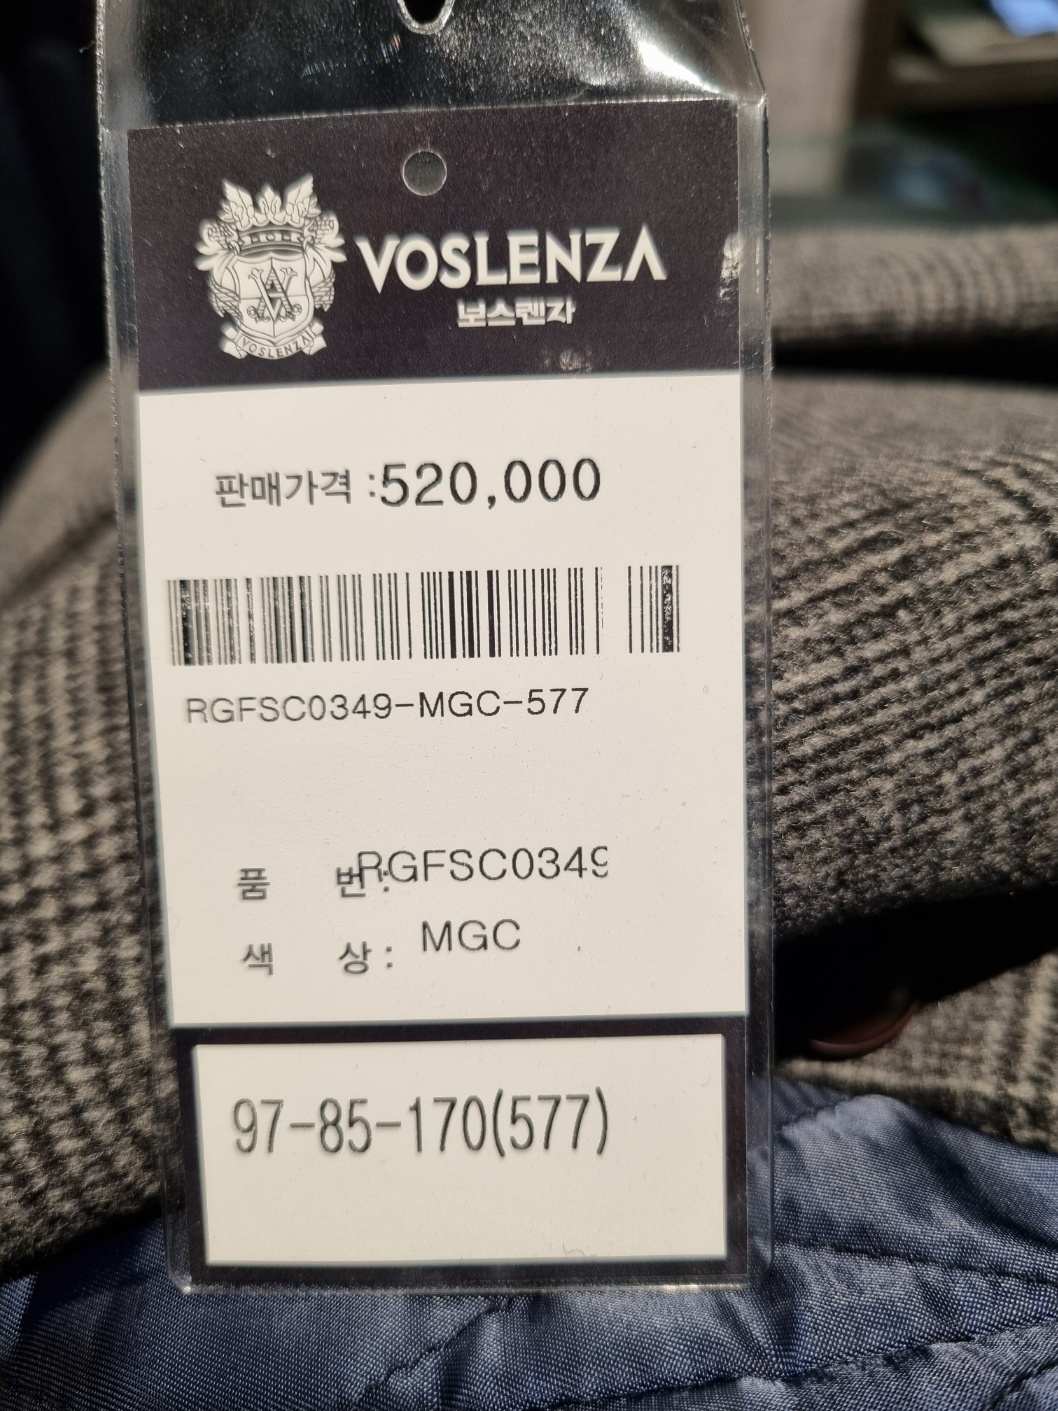 VOSLENZA
VOSLENZA
보스렌자
판매가격 :520,000
RGFSC0349-MGC-577
품 번:RGFSC0349
색 상: MGC
97-85-170(577)